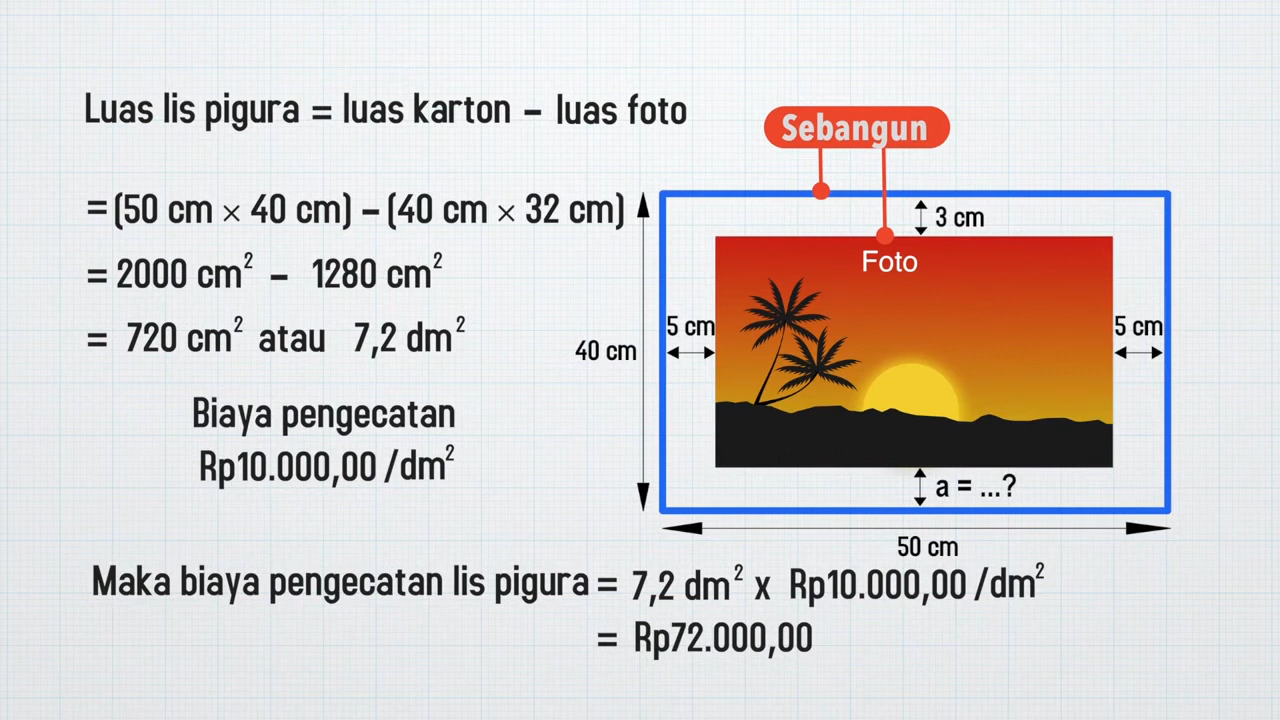 Luas lis pigura = luas karton – luas foto
Sebangun
=(50 cm × 40 cm) – (40 cm × 32 cm)
= 2000 cm² – 1280 cm²
= 720 cm² atau 7,2 dm²
3 cm
Foto
5 cm
5 cm
40 cm
Biaya pengecatan
Rp10.000,00 /dm²
a = ...?
50 cm
Maka biaya pengecatan lis pigura = 7,2 dm² x Rp10.000,00 /dm²
= Rp72.000,00